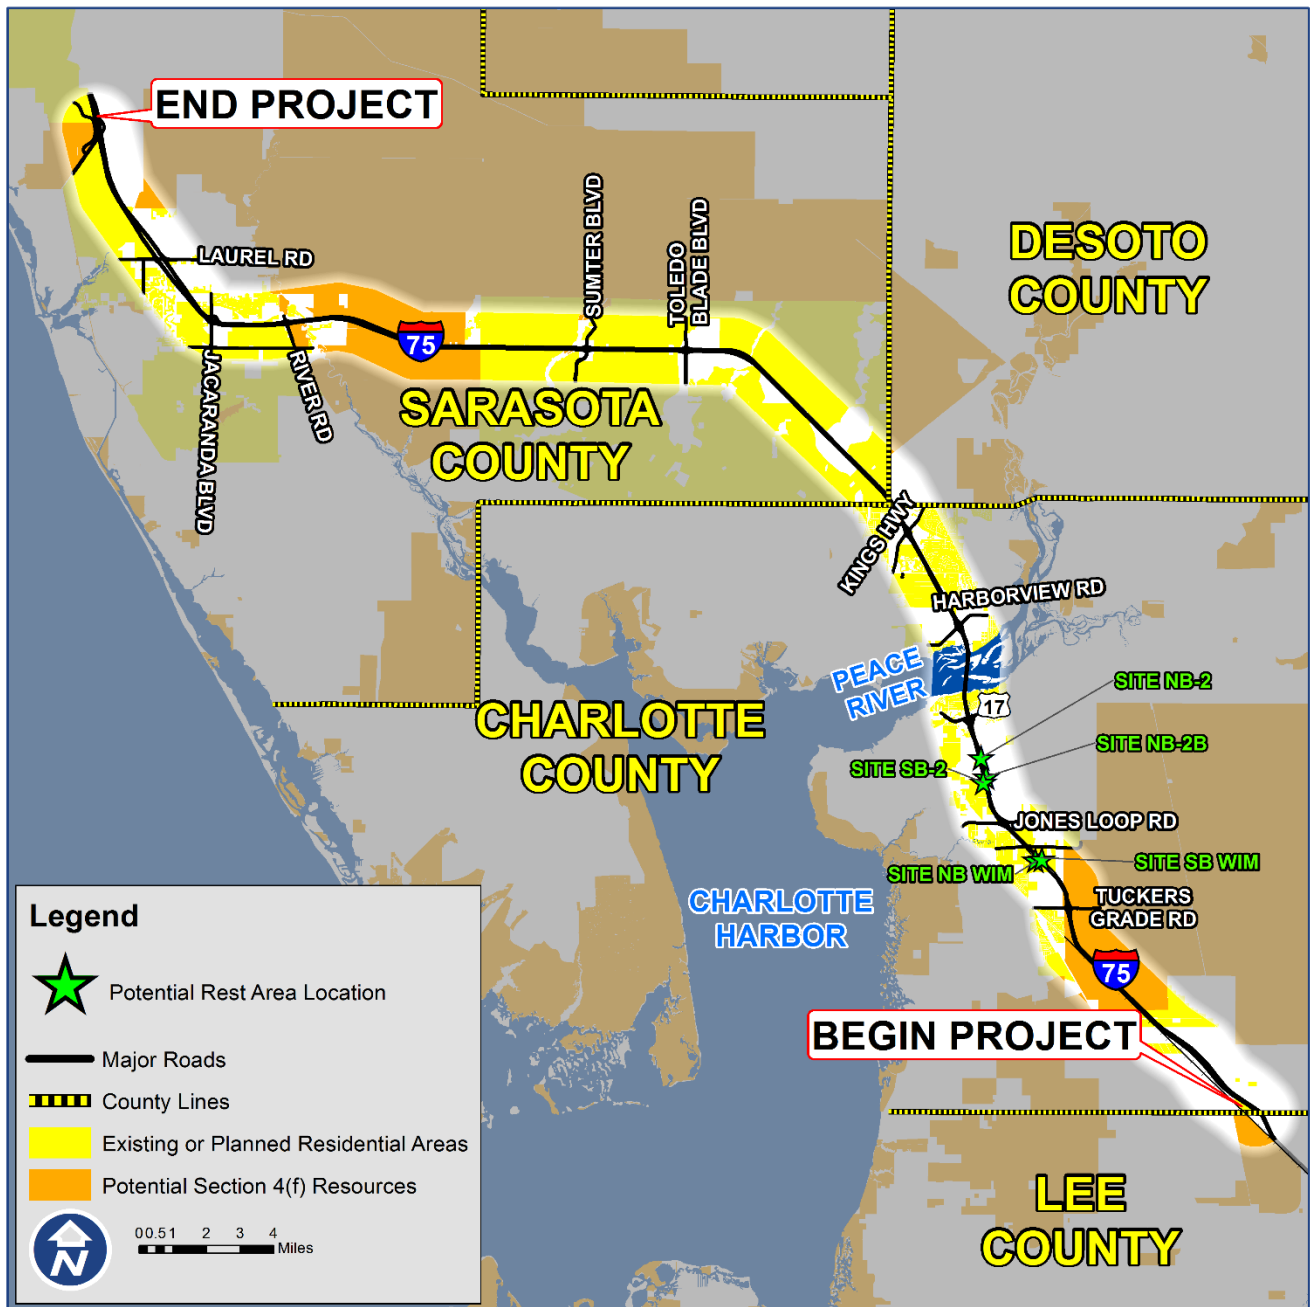 END PROJECT
LAUREL RD
JACARANDA BLVD
RIVER RD
75
SUMTER BLVD
TOLEDO
BLADE BLVD
DESOTO
COUNTY
SARASOTA
COUNTY
KINGS HWY
HARBORVIEW RD
PEACE
RIVER
17
SITE NB-2
SITE NB-2B
SITE SB-2
CHARLOTTE
COUNTY
JONES LOOP RD
SITE NB WIM
SITE SB WIM
TUCKERS
GRADE RD
CHARLOTTE
HARBOR
75
BEGIN PROJECT
LEE
COUNTY
Legend
Potential Rest Area Location
Major Roads
County Lines
Existing or Planned Residential Areas
Potential Section 4(f) Resources
N
0 0.5 1 2 3 4
Miles